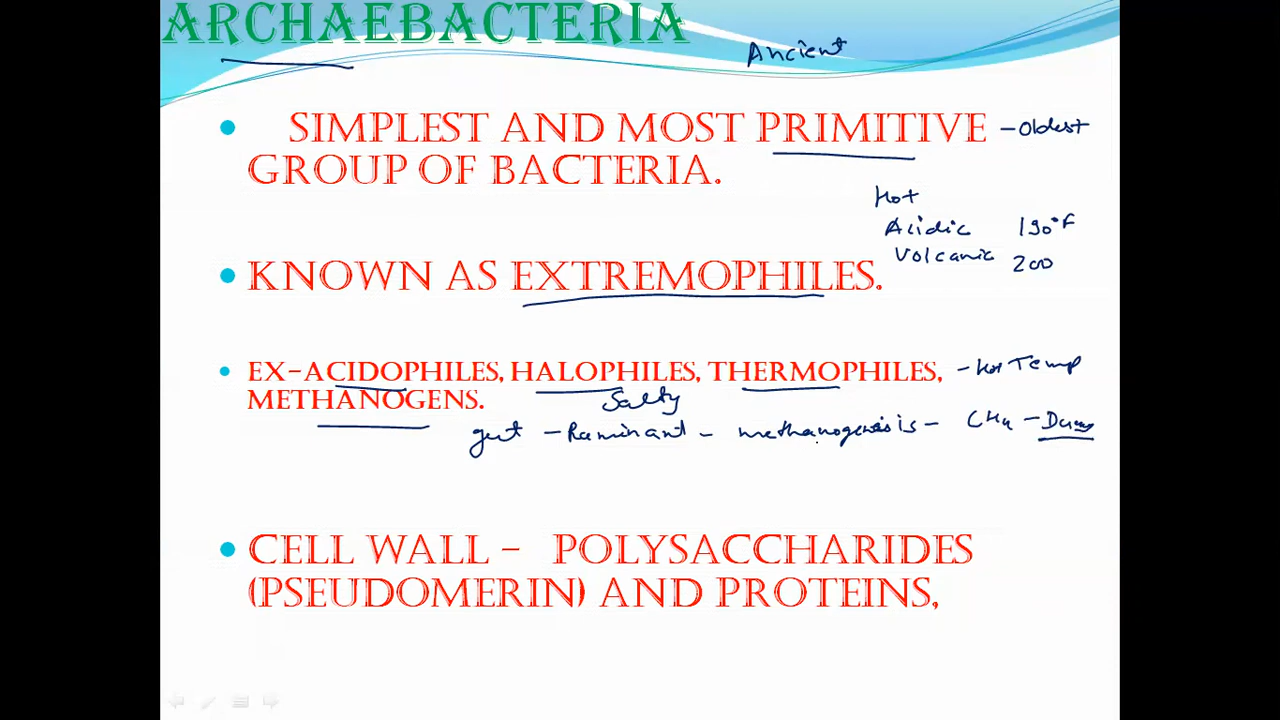 ARCHAEBACTERIA
Ancient
• SIMPLEST AND MOST PRIMITIVE - Oldest
GROUP OF BACTERIA.
Hot
Acidic 190°F
Volcanic 200
• KNOWN AS EXTREMOPHILES.
• EX-ACIDOPHILES, HALOPHILES, THERMOPHILES, - Hot Temp
METHANOGENS.
Salty
gut - Ruminant - methanogenesis - CH4 -
• CELL WALL - POLYSACCHARIDES
(PSEUDOMERIN) AND PROTEINS,